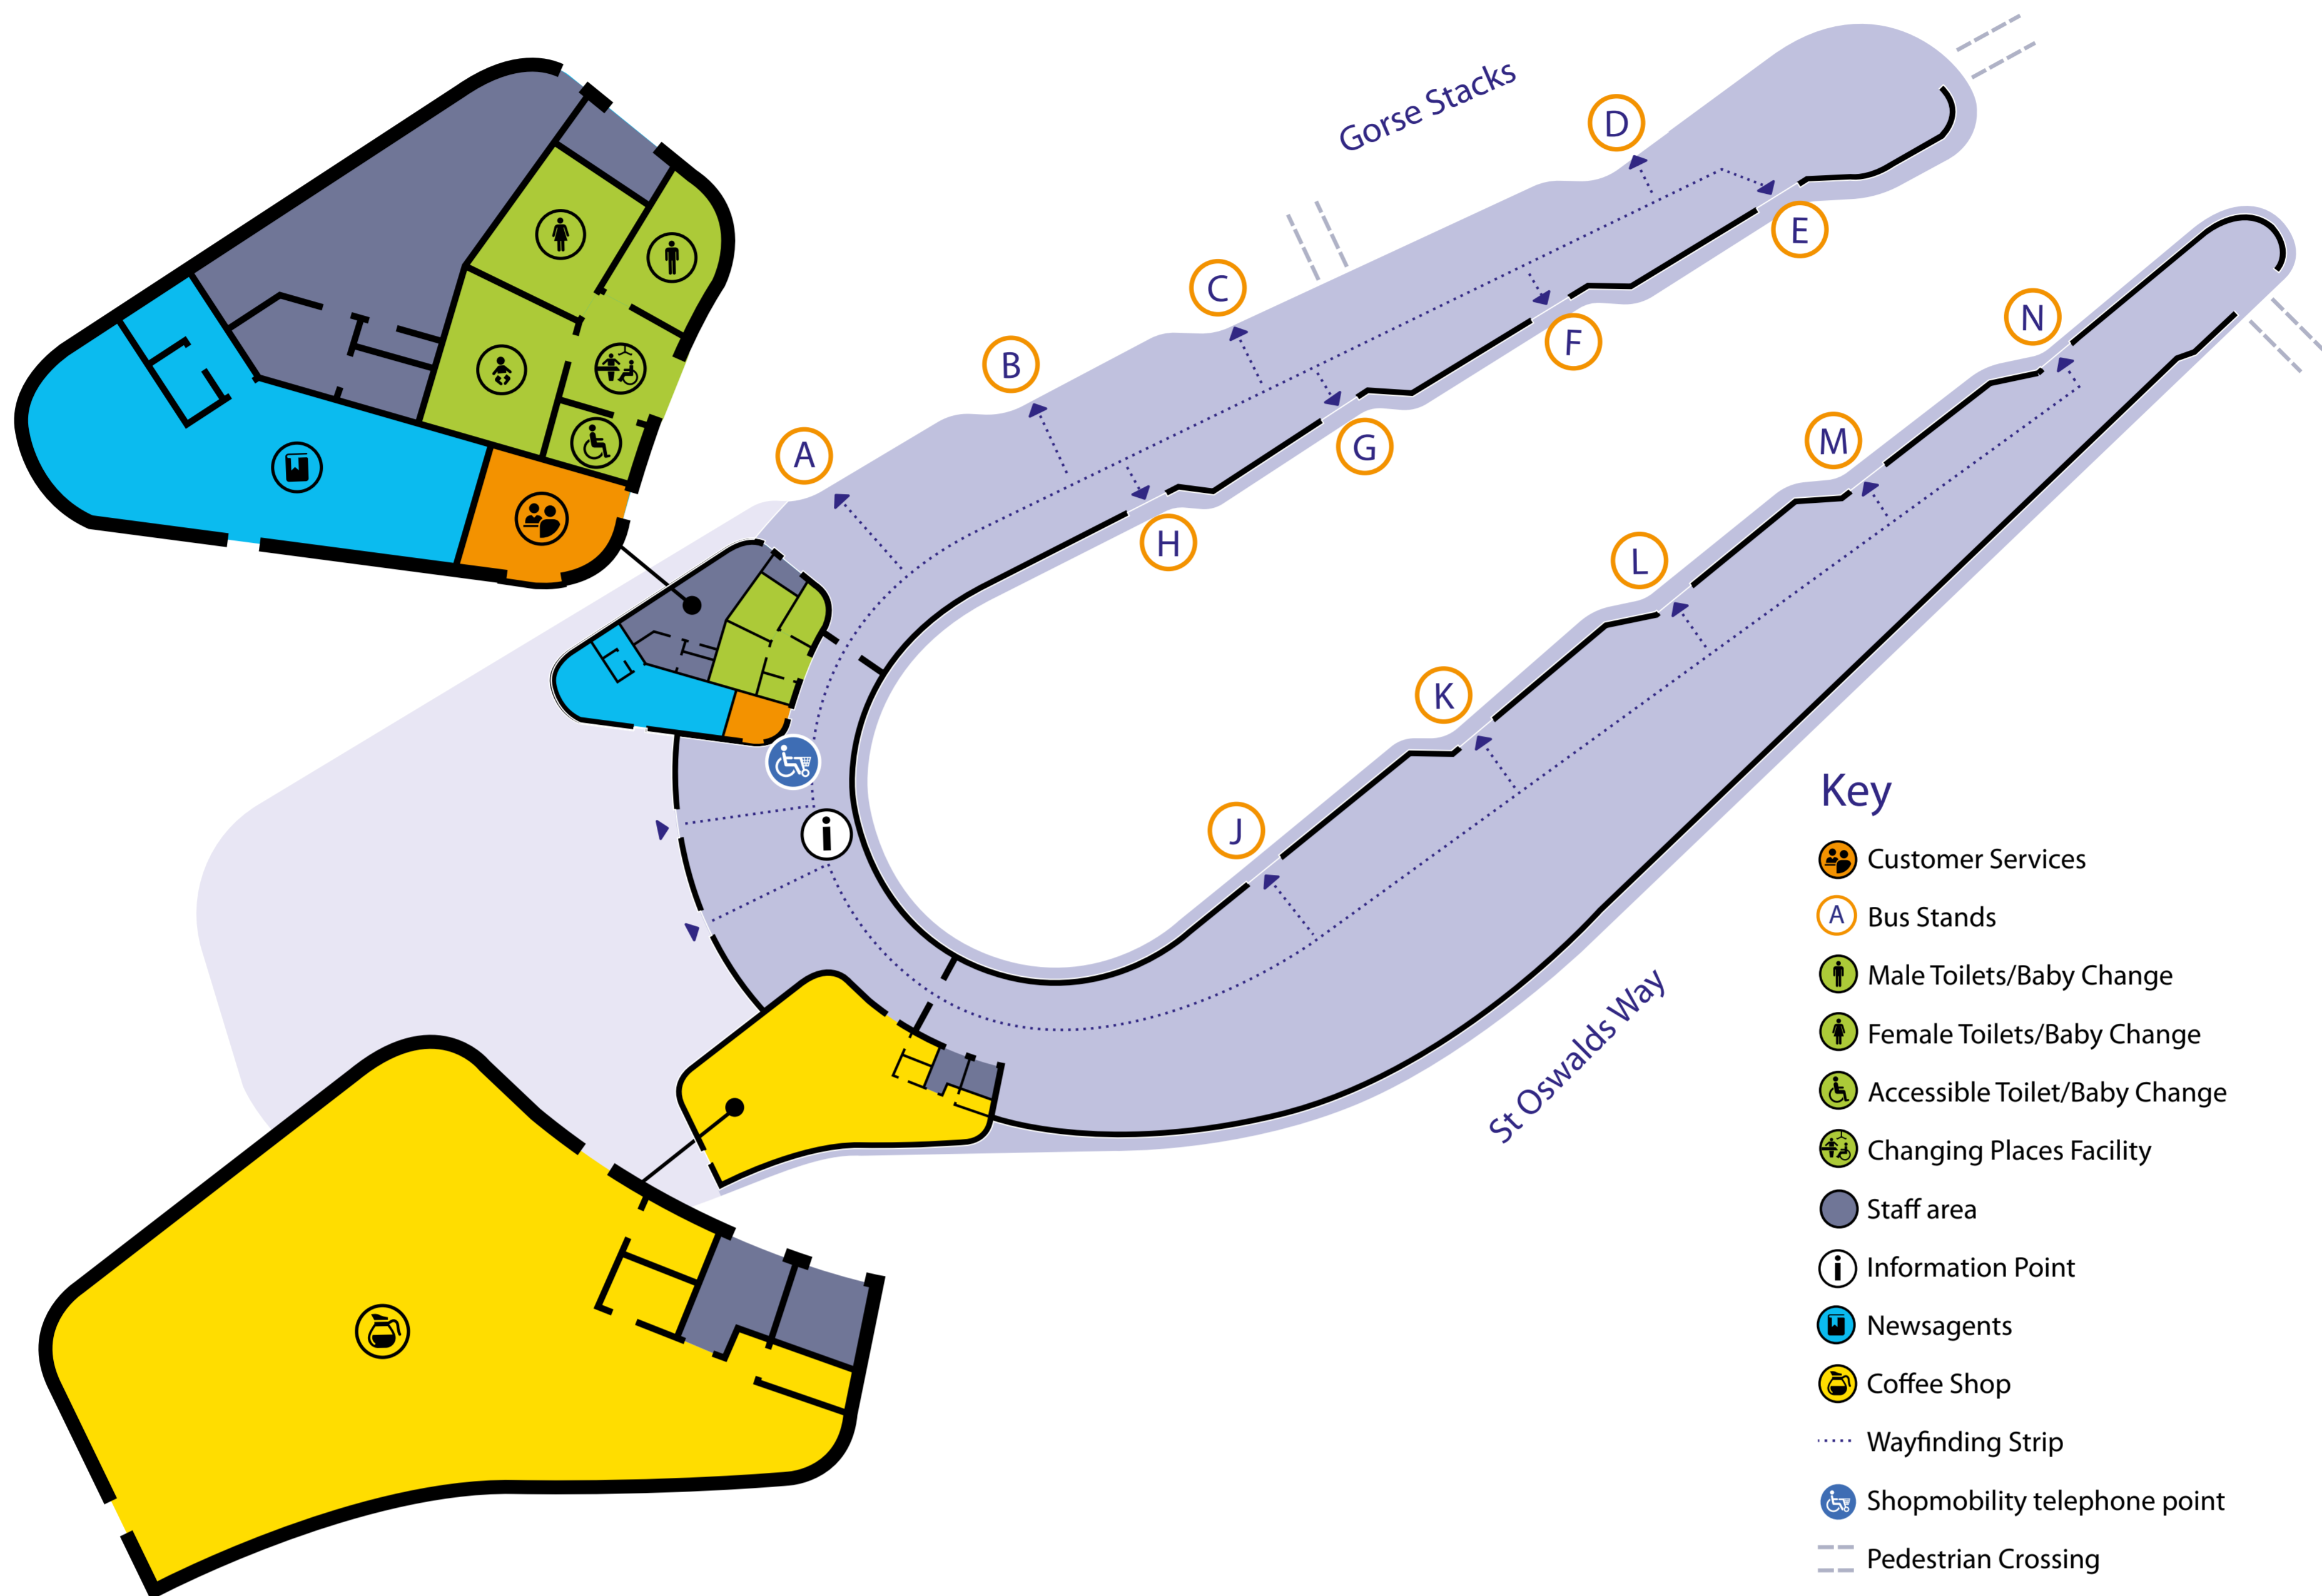 Gorse Stacks
D
E
C
N
B
F
M
A
G
H
L
K
J
i
St Oswalds Way
Key
Customer Services
A Bus Stands
Male Toilets/Baby Change
Female Toilets/Baby Change
Accessible Toilet/Baby Change
Changing Places Facility
Staff area
i Information Point
Newsagents
Coffee Shop
Wayfinding Strip
Shopmobility telephone point
Pedestrian Crossing